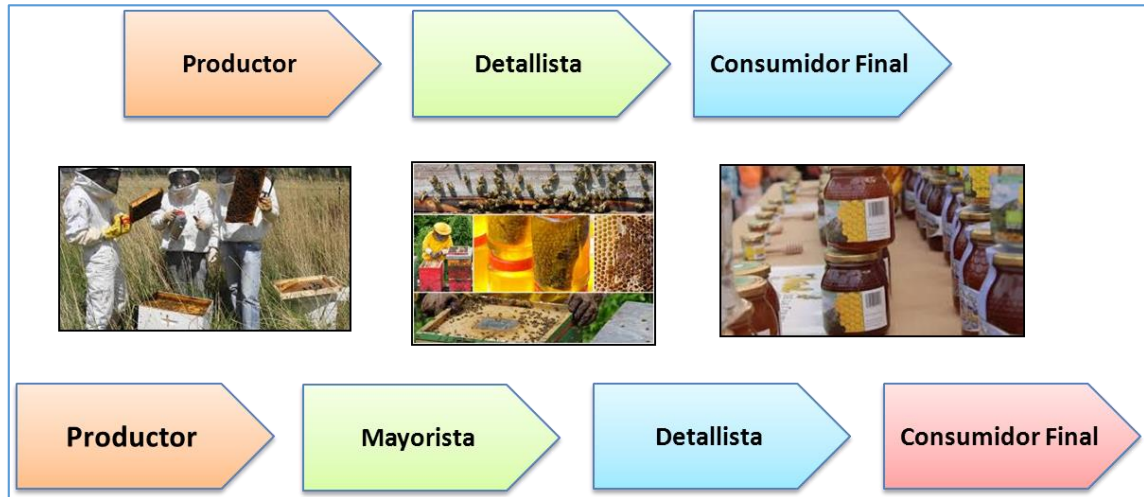 Productor
Detallista
Consumidor Final
Productor
Mayorista
Detallista
Consumidor Final